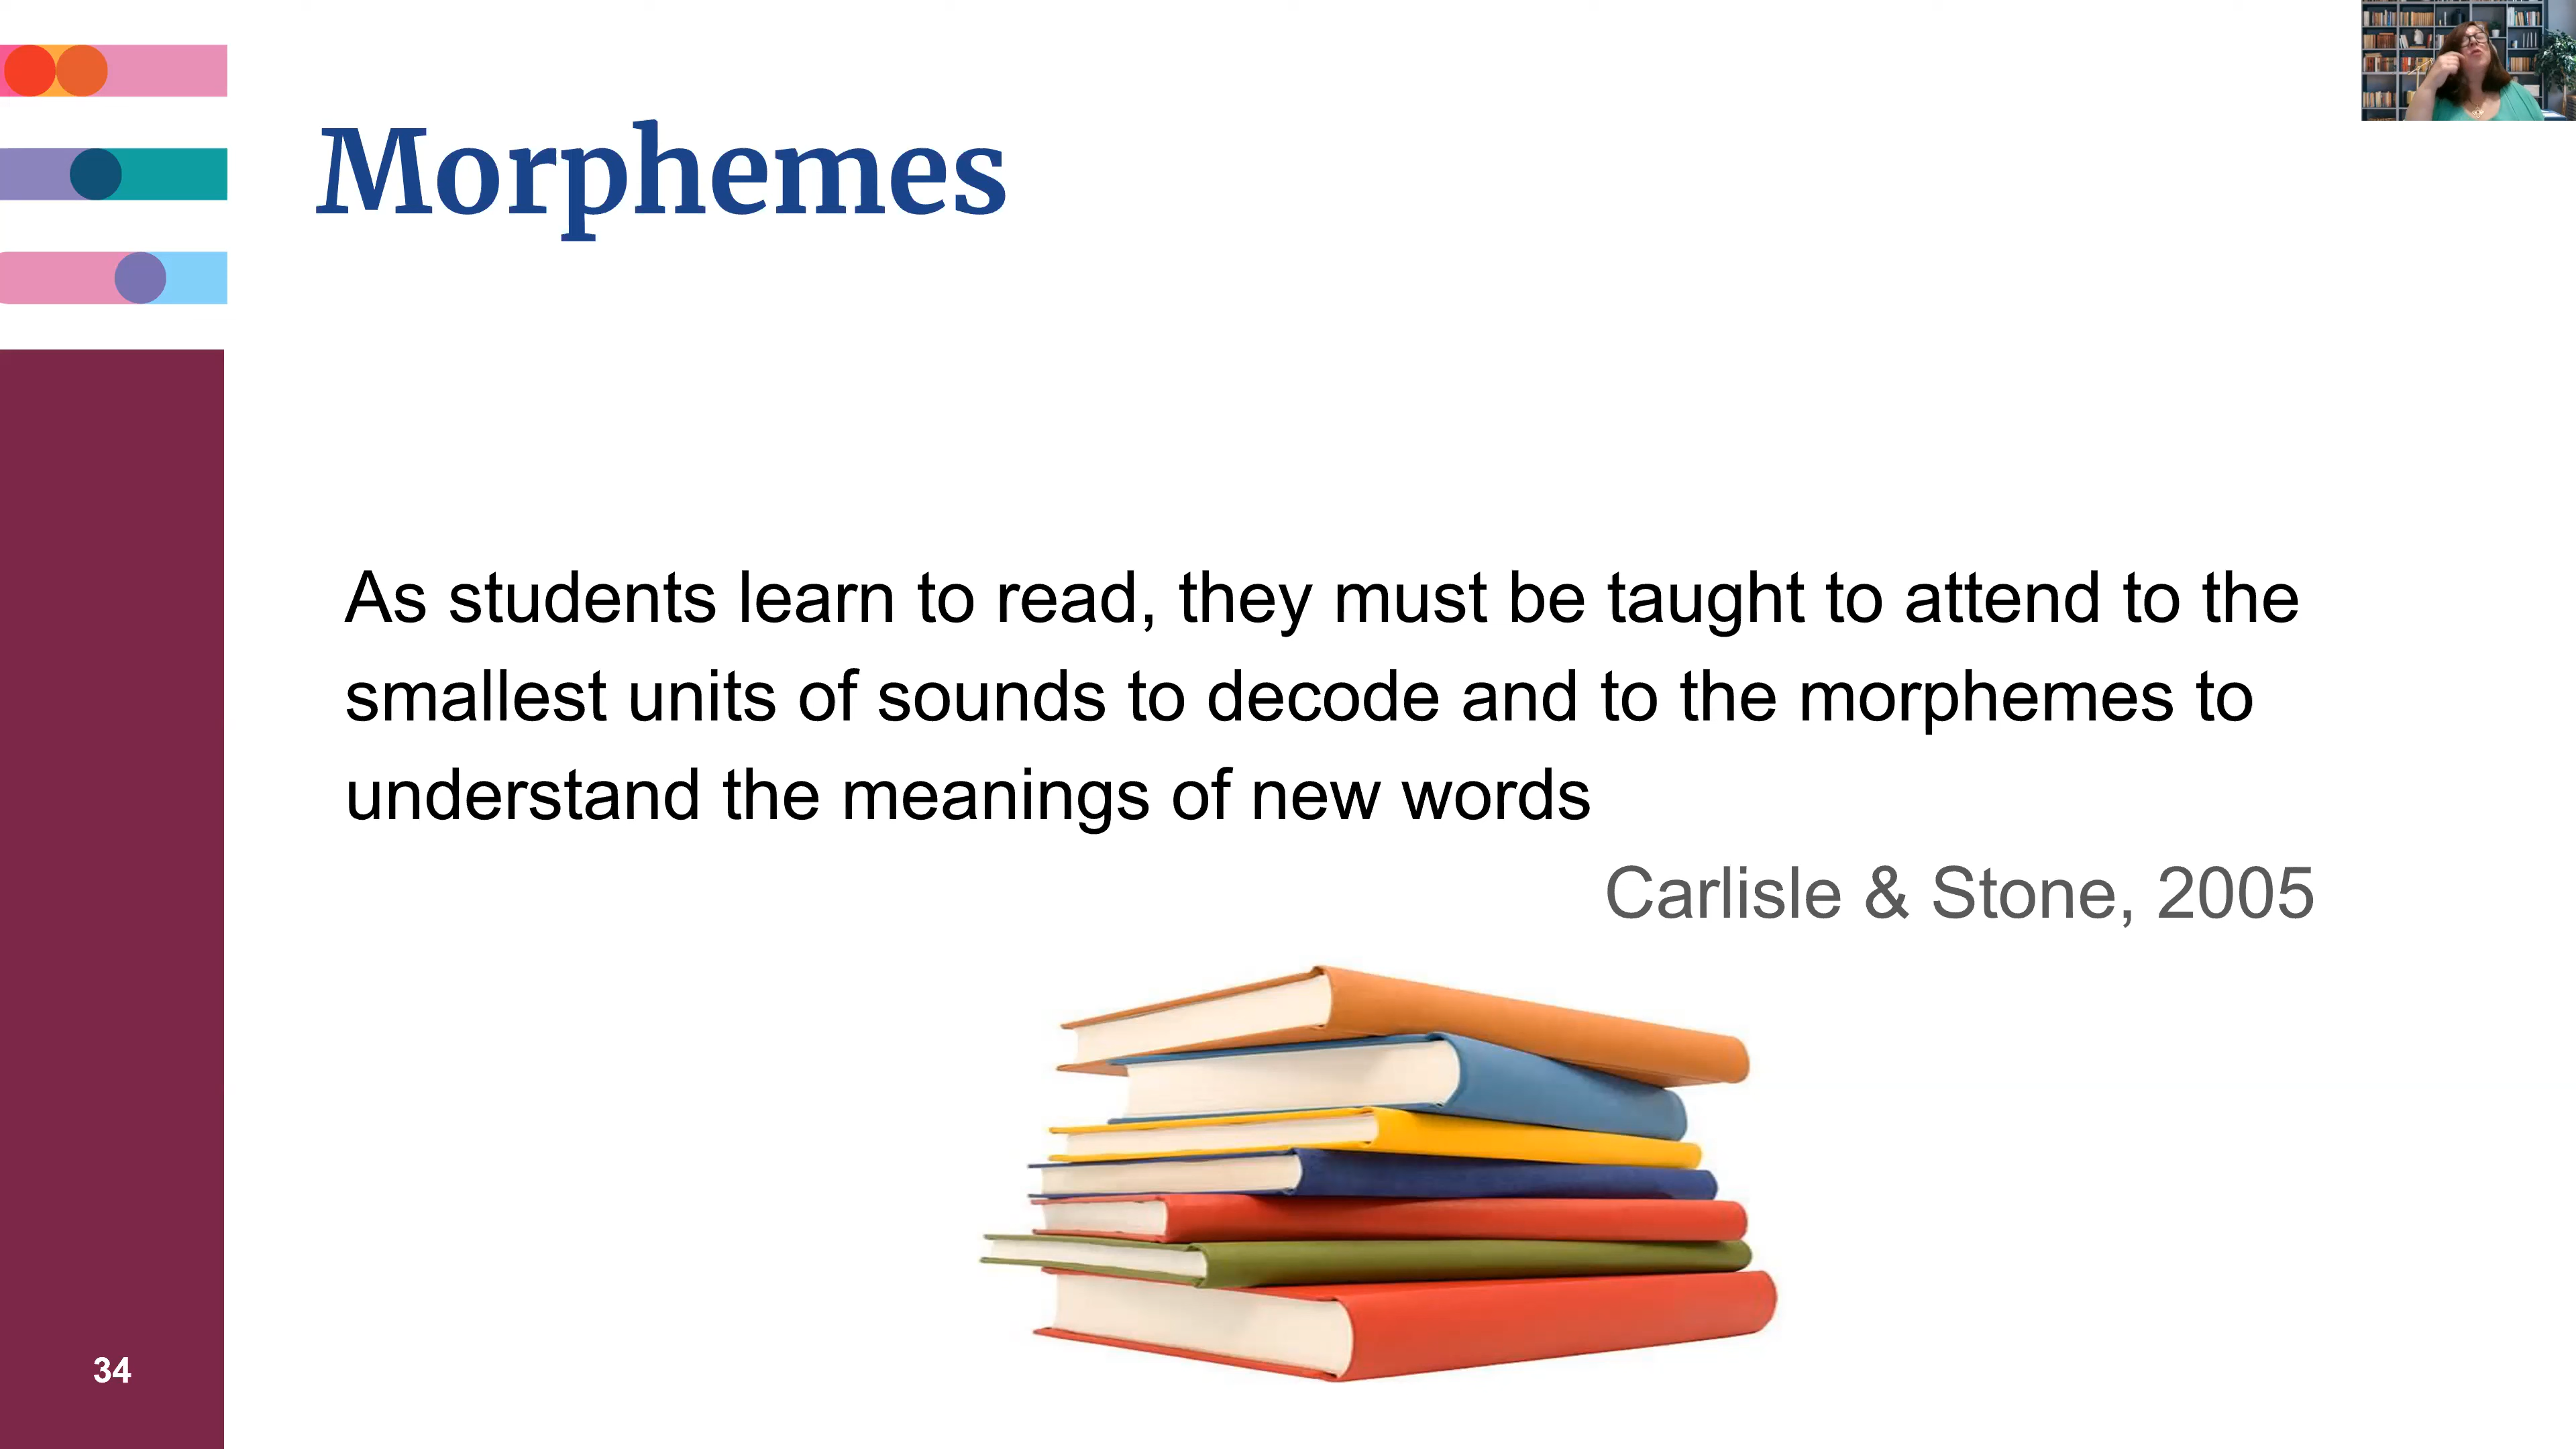 Morphemes
As students learn to read, they must be taught to attend to the
smallest units of sounds to decode and to the morphemes to
understand the meanings of new words
Carlisle & Stone, 2005
34